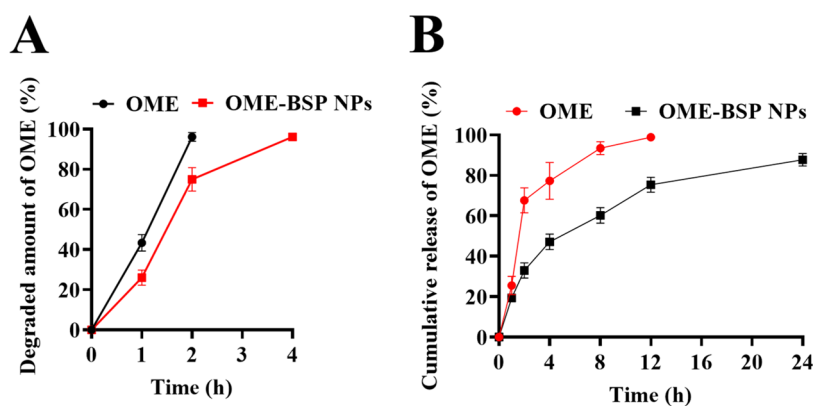 A
OME OME-BSP NPs
Degraded amount of OME (%)
100
80
60
40
20
0
0 1 2 3 4
Time (h)
B
OME OME-BSP NPs
Cumulative release of OME (%)
100
80
60
40
20
0
0 4 8 12 16 20 24
Time (h)